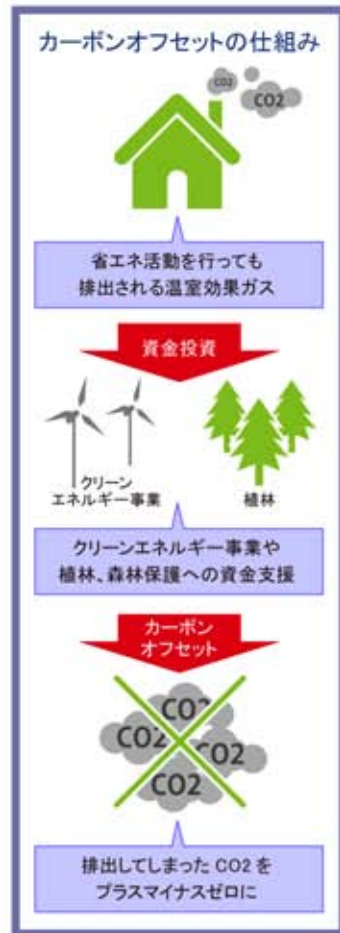 カーボンオフセットの仕組み
CO2
CO2
省エネ活動を行っても
排出される温室効果ガス
資金投資
クリーン
エネルギー事業
植林
クリーンエネルギー事業や
植林、森林保護への資金支援
カーボン
オフセット
CO2
CO2
CO2
CO2
排出してしまった CO2 を
プラスマイナスゼロに